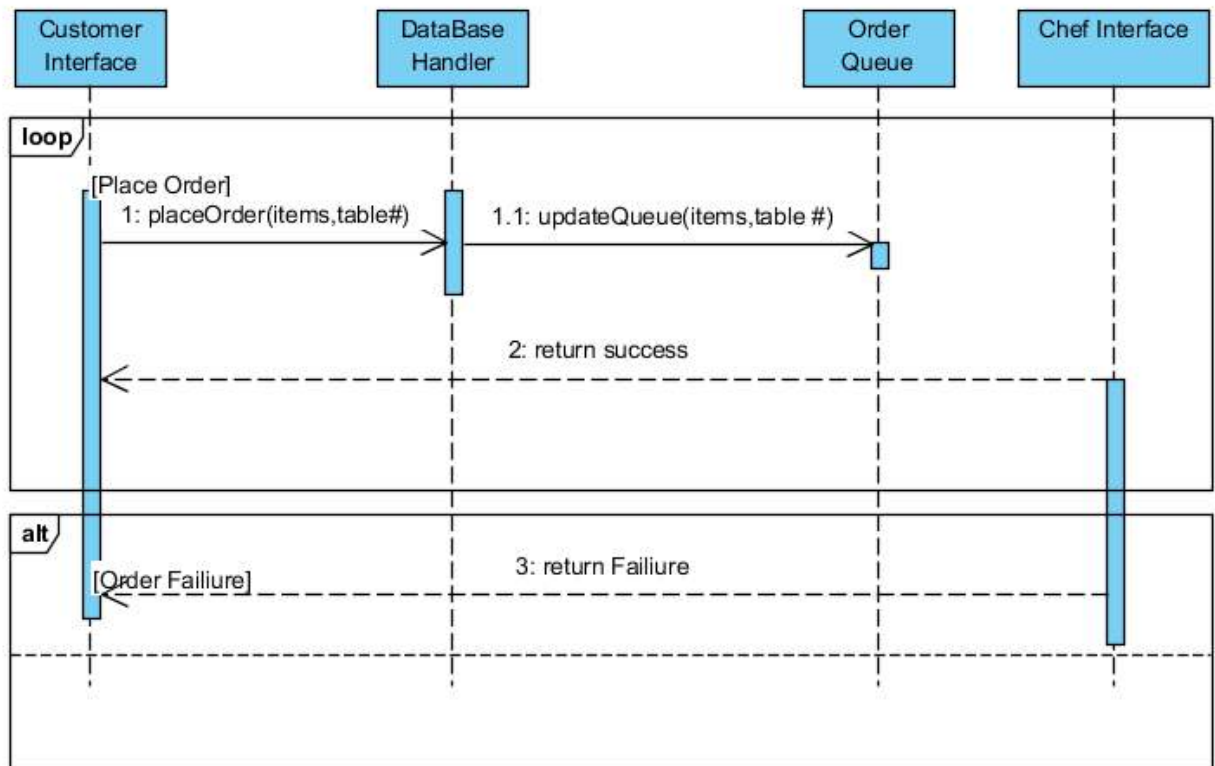 Customer
Interface
DataBase
Handler
Order
Queue
Chef Interface
loop
[Place Order]
1: placeOrder(items,table#)
1.1: updateQueue(items,table #)
2: return success
alt
3: return Failiure
[Order Failiure]